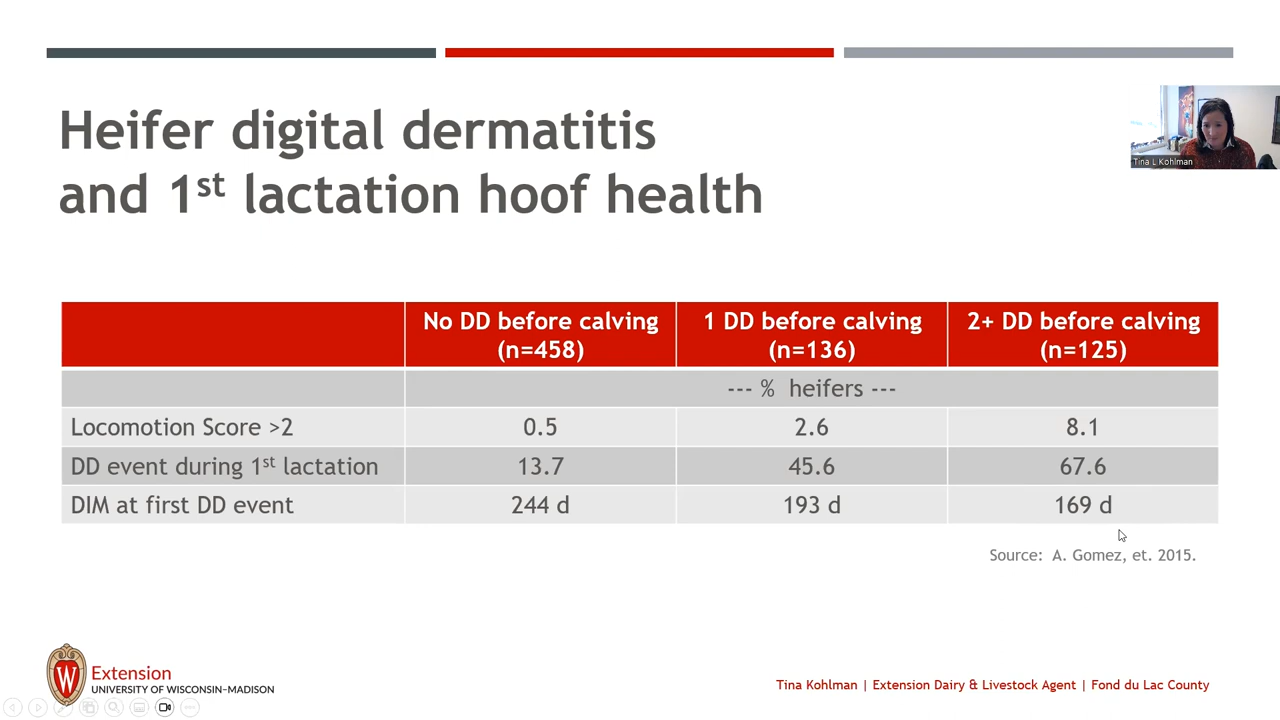 Heifer digital dermatitis
and 1st lactation hoof health
Tina L Kohlman
No DD before calving (n=458)
1 DD before calving (n=136)
2+ DD before calving (n=125)
--- % heifers ---
Locomotion Score >2 0.5 2.6 8.1
DD event during 1st lactation 13.7 45.6 67.6
DIM at first DD event 244 d 193 d 169 d
Source: A. Gomez, et. 2015.
W
Extension
UNIVERSITY OF WISCONSIN–MADISON
Tina Kohlman | Extension Dairy & Livestock Agent | Fond du Lac County